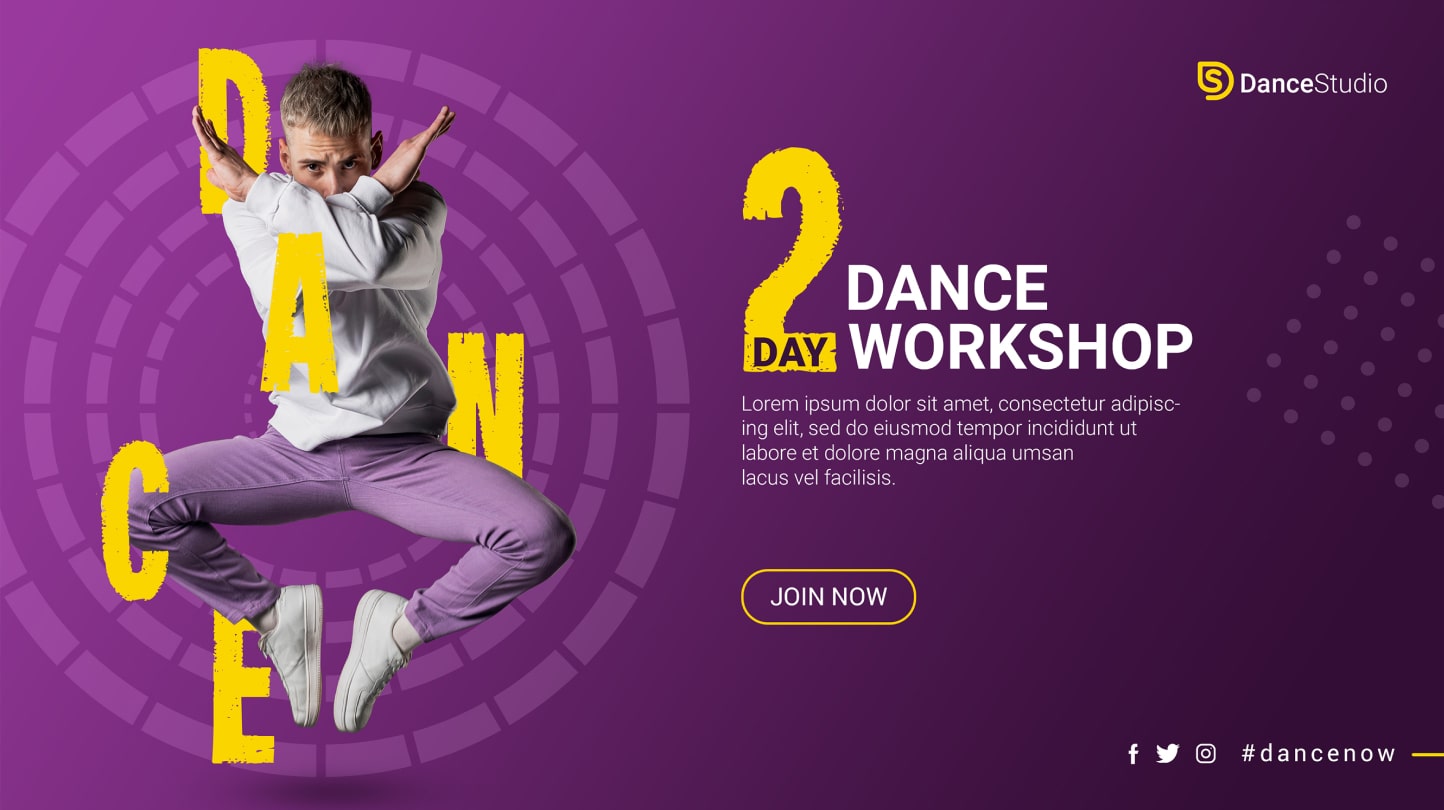 D
A
N
C
E
DanceStudio
2
DAY
DANCE
WORKSHOP
Lorem ipsum dolor sit amet, consectetur adipisc-
ing elit, sed do eiusmod tempor incididunt ut
labore et dolore magna aliqua umsan
lacus vel facilisis.
JOIN NOW
#dancenow